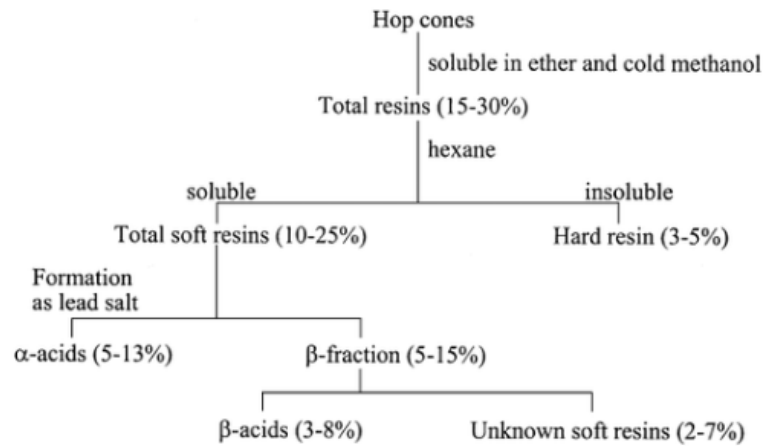 Hop cones
soluble in ether and cold methanol
Total resins (15-30%)
hexane
soluble
insoluble
Total soft resins (10-25%)
Hard resin (3-5%)
Formation
as lead salt
α-acids (5-13%)
β-fraction (5-15%)
β-acids (3-8%)
Unknown soft resins (2-7%)